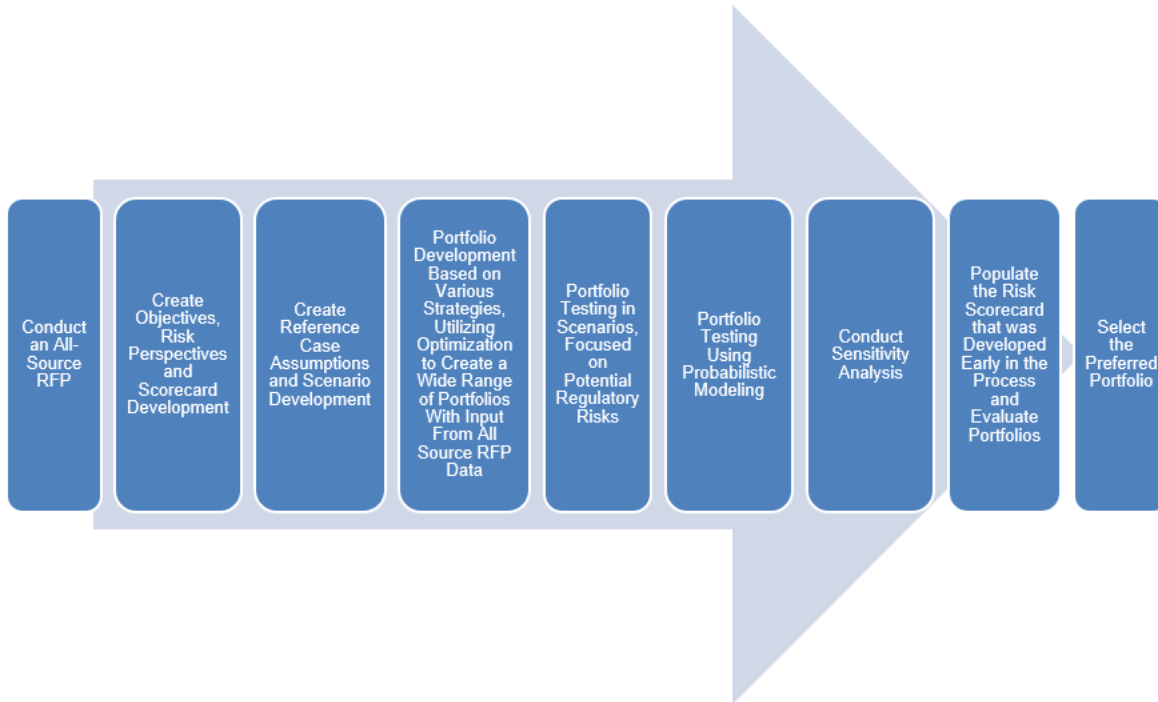 Conduct
an All-
Source
RFP
Create
Objectives,
Risk
Perspectives
and
Scorecard
Development
Create
Reference
Case
Assumptions
and Scenario
Development
Portfolio
Development
Based on
Various
Strategies,
Utilizing
Optimization
to Create a
Wide Range
of Portfolios
With Input
From All
Source RFP
Data
Portfolio
Testing in
Scenarios,
Focused
on
Potential
Regulatory
Risks
Portfolio
Testing
Using
Probabilistic
Modeling
Conduct
Sensitivity
Analysis
Populate
the Risk
Scorecard
that was
Developed
Early in the
Process
and
Evaluate
Portfolios
Select
the
Preferred
Portfolio